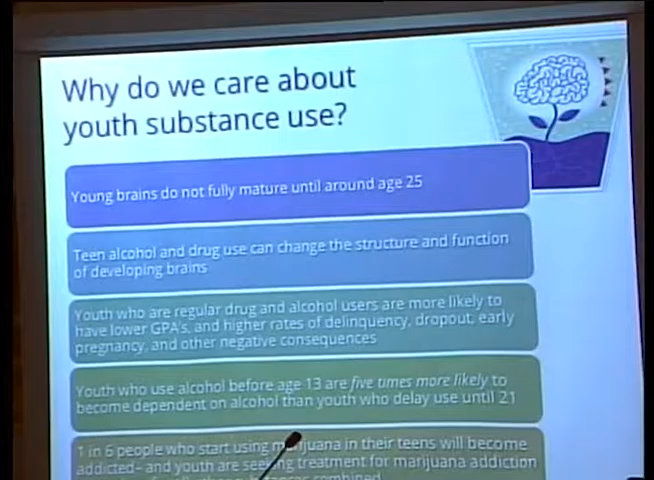 Why do we care about
youth substance use?
Young brains do not fully mature until around age 25
Teen alcohol and drug use can change the structure and function
of developing brains
Youth who are regular drug and alcohol users are more likely to
have lower GPA's, and higher rates of delinquency, dropout, early
pregnancy, and other negative consequences
Youth who use alcohol before age 13 are five times more likely to
become dependent on alcohol than youth who delay use until 21
1 in 6 people who start using marijuana in their teens will become
addicted– and youth are seeking treatment for marijuana addiction
combined